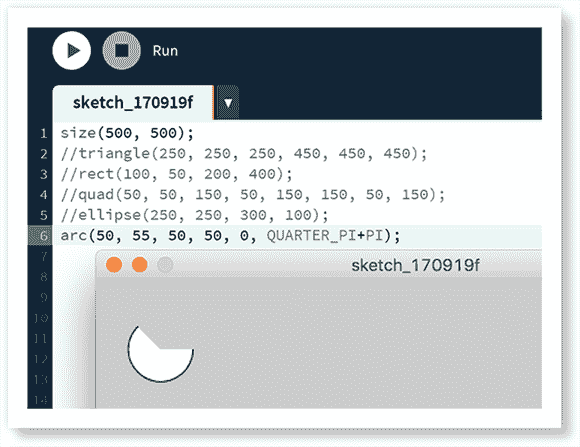 Run
sketch_170919f
1 size(500, 500);
2 //triangle(250, 250, 250, 450, 450, 450);
3 //rect(100, 50, 200, 400);
4 //quad(50, 50, 150, 50, 150, 150, 50, 150);
5 //ellipse(250, 250, 300, 100);
6 arc(50, 55, 50, 50, 0, QUARTER_PI+PI);
7
sketch_170919f
8
9
10
11
12
13
14